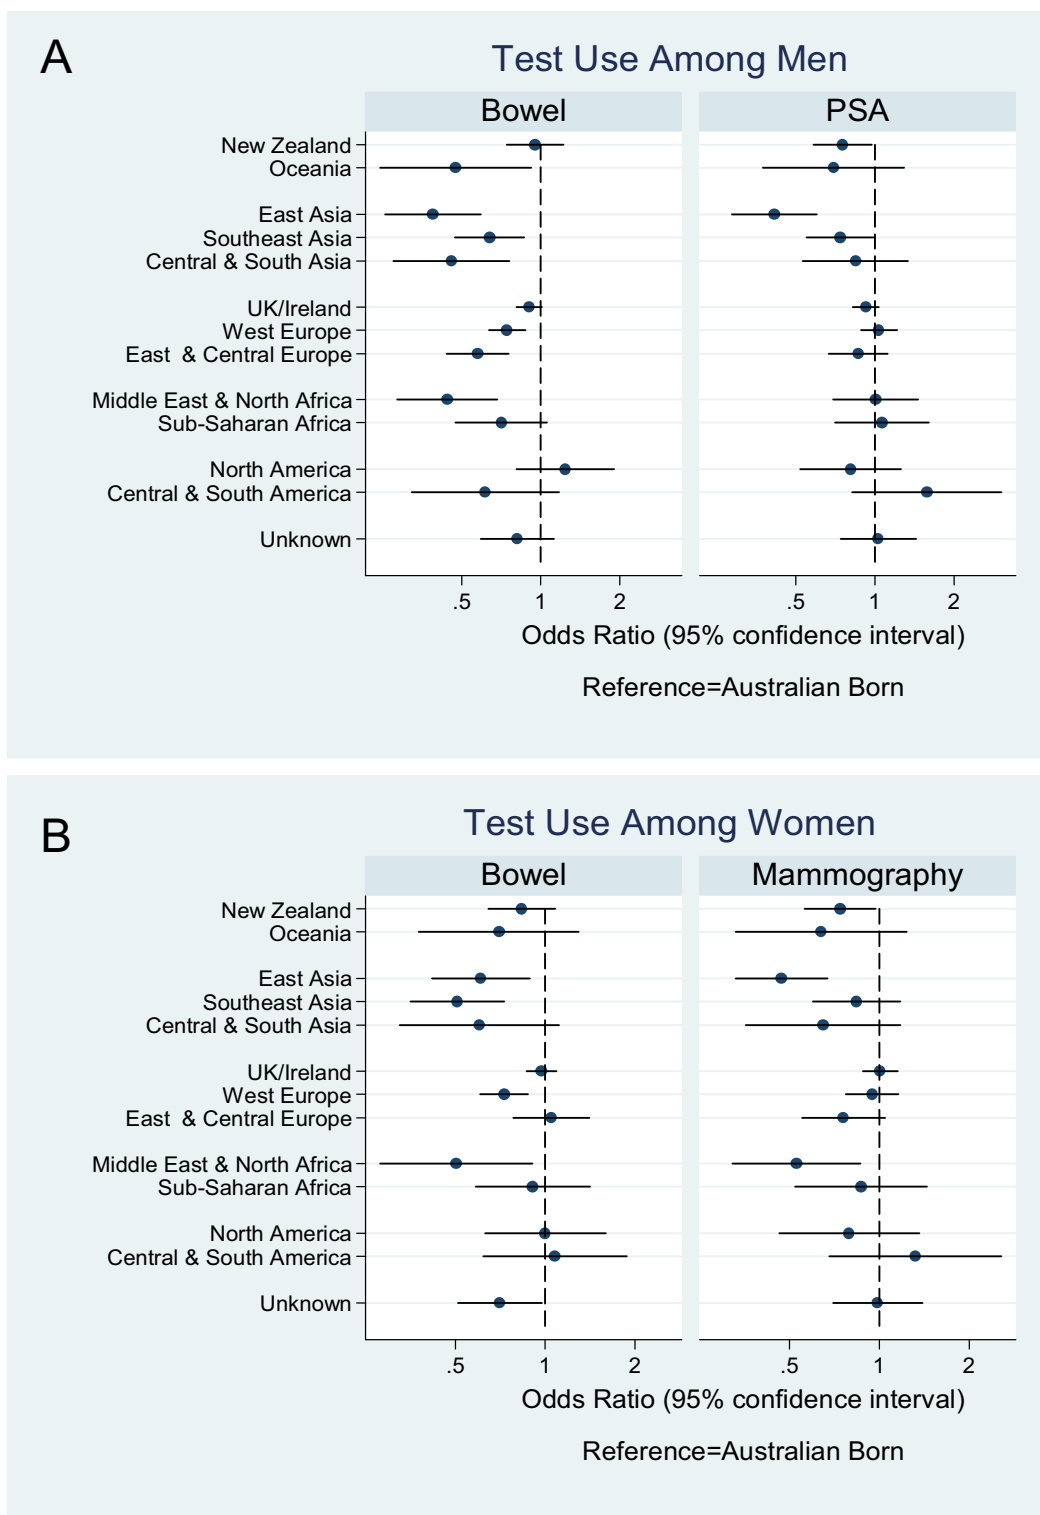 A
Test Use Among Men
Bowel
PSA
New Zealand
Oceania
East Asia
Southeast Asia
Central & South Asia
UK/Ireland
West Europe
East & Central Europe
Middle East & North Africa
Sub-Saharan Africa
North America
Central & South America
Unknown
.5 1 2
.5 1 2
Odds Ratio (95% confidence interval)
Reference=Australian Born
B
Test Use Among Women
Bowel
Mammography
New Zealand
Oceania
East Asia
Southeast Asia
Central & South Asia
UK/Ireland
West Europe
East & Central Europe
Middle East & North Africa
Sub-Saharan Africa
North America
Central & South America
Unknown
.5 1 2
.5 1 2
Odds Ratio (95% confidence interval)
Reference=Australian Born